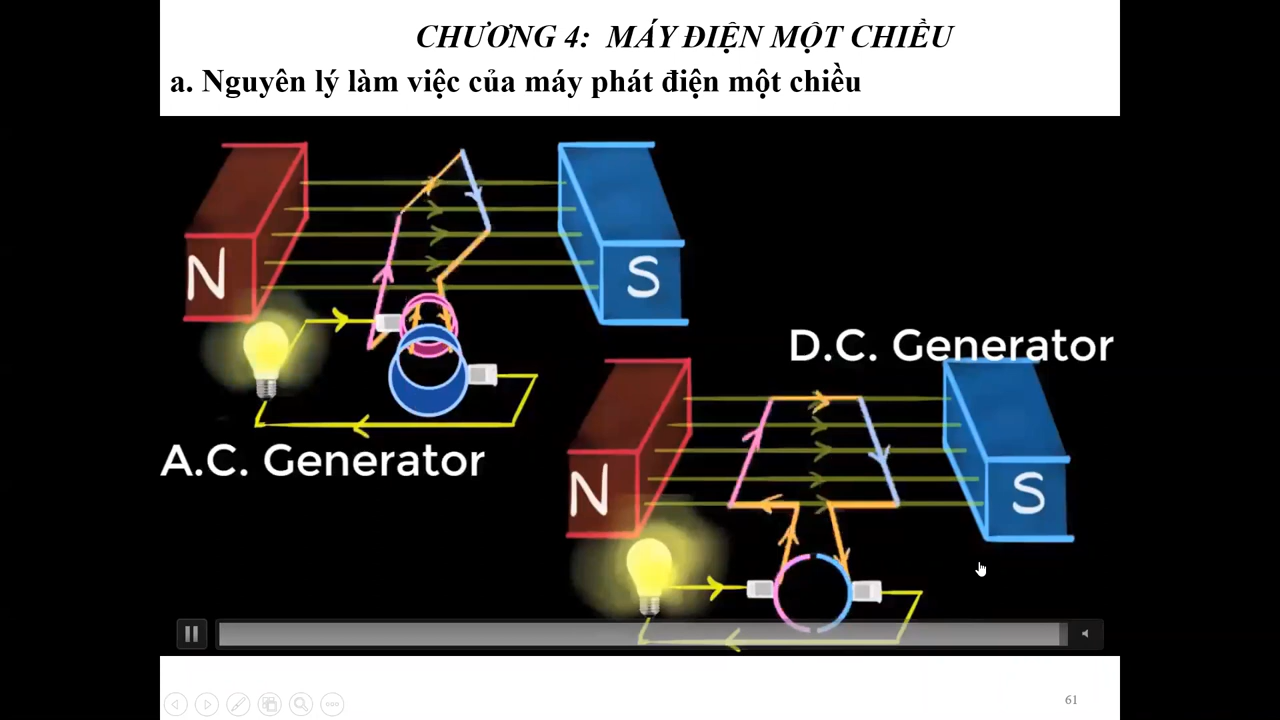 CHƯƠNG 4: MÁY ĐIỆN MỘT CHIỀU
a. Nguyên lý làm việc của máy phát điện một chiều
N
S
D.C. Generator
A.C. Generator
N
S
61